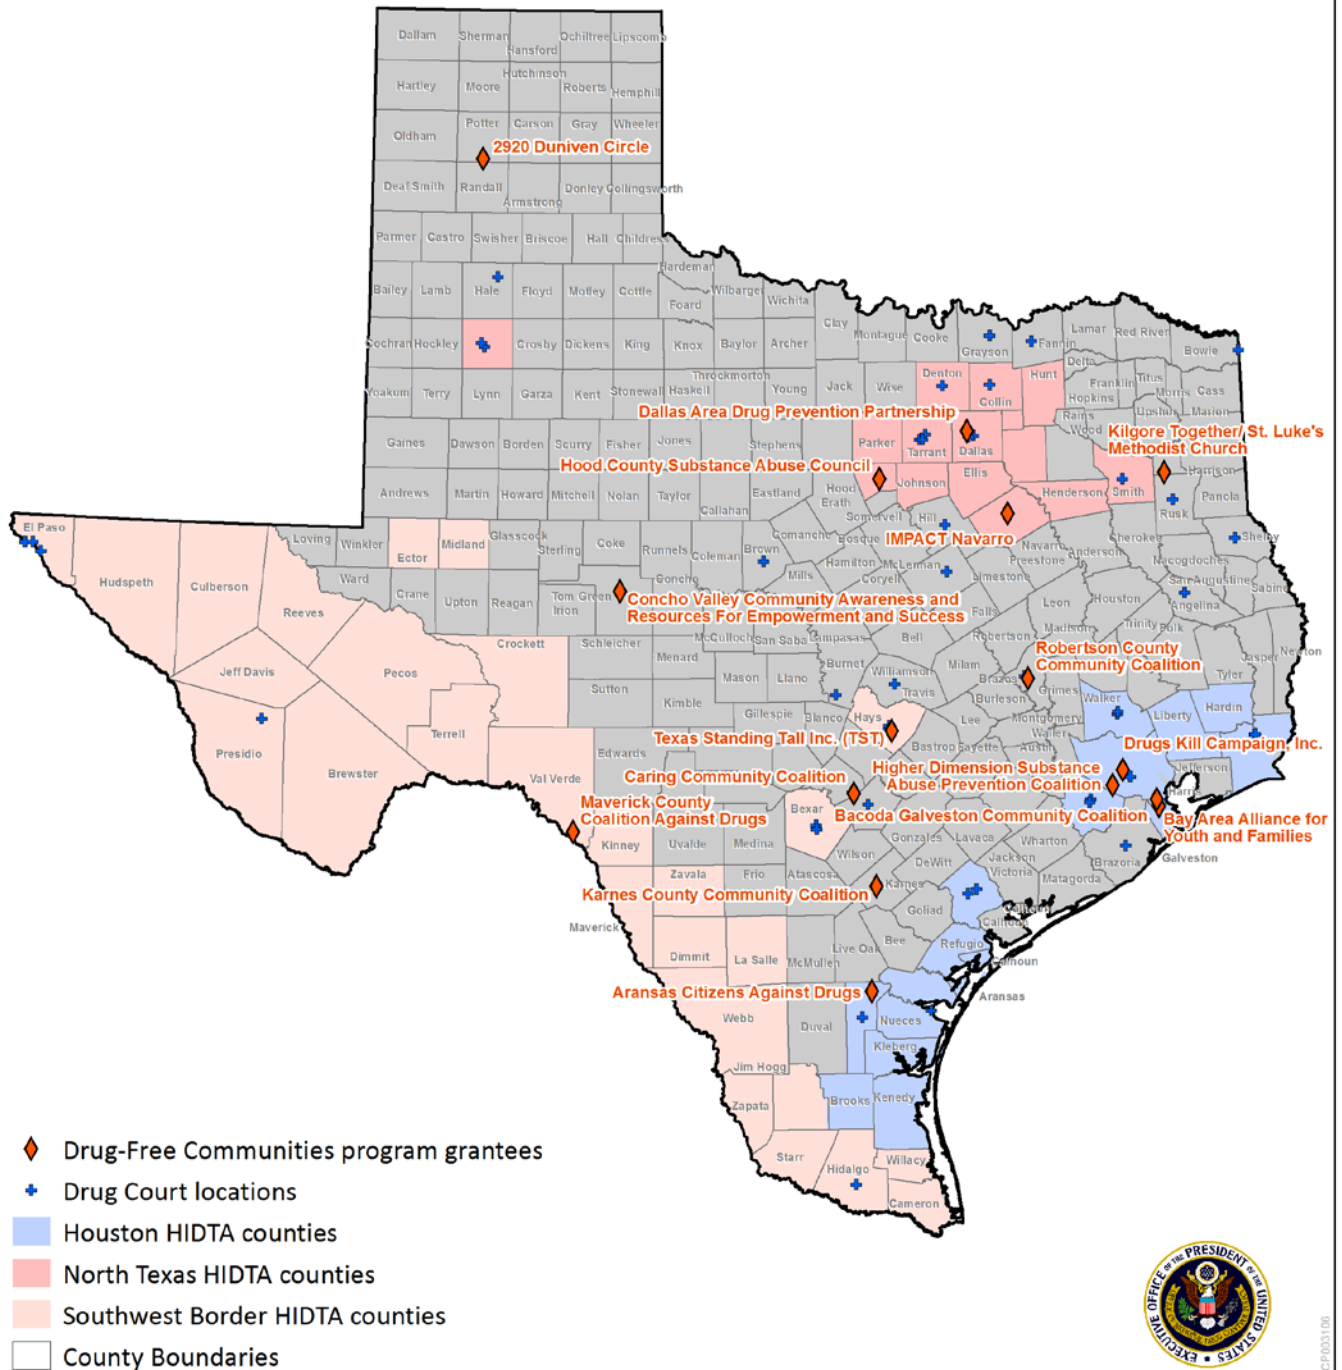 Dallam Sherman Hansford Ochiltree Lipscomb
Hartley Moore Hutchinson Roberts Hemphill
Oldham Potter Carson Gray Wheeler
2920 Duniven Circle
Deaf Smith Randall Armstrong Donley Collingsworth
Parmer Castro Swisher Briscoe Hall Childress
Hardeman
Bailey Lamb Hale Floyd Motley Cottle Foard Wilbarger Wichita
Clay Montague Cooke Grayson Fannin Lamar Red River Bowie
Cochran Hockley Crosby Dickens King Knox Baylor Archer
Delta
Yoakum Terry Lynn Garza Kent Stonewall Haskell Throckmorton Young Jack Wise Denton Collin Hunt Hopkins Franklin Titus Morris Cass
Rains Wood Upshur Marion
Dallas Area Drug Prevention Partnership
Kilgore Together/ St. Luke's
Methodist Church
Gaines Dawson Borden Scurry Fisher Jones Stephens Parker Tarrant Dallas
Hood County Substance Abuse Council
Harrison
Andrews Martin Howard Mitchell Nolan Taylor Callahan Eastland Hood Erath Johnson Ellis Henderson Smith Rusk Panola
Somervell Hill
IMPACT Navarro
Navarro
El Paso Hudspeth Culberson Reeves Loving Winkler Ector Midland Glasscock Sterling Coke Runnels Coleman Brown Comanche Bosque Hamilton McLennan Limestone Freestone Anderson Cherokee Nacogdoches Shelby
Ward Crane Upton Reagan Irion Tom Green Concho Mills Coryell Falls Leon Houston Angelina San Augustine Sabine
Concho Valley Community Awareness and
Resources For Empowerment and Success
Jeff Davis Pecos Crockett Schleicher Menard McCulloch San Saba Lampasas Bell Robertson Madison Trinity Polk Tyler Jasper Newton
Robertson County
Community Coalition
Presidio Brewster Terrell Sutton Kimble Mason Llano Burnet Williamson Travis Milam Brazos Burleson Grimes Walker
Gillespie Blanco Hays Lee Montgomery Waller Liberty Hardin
Texas Standing Tall Inc. (TST)
Bastrop Fayette Austin
Drugs Kill Campaign, Inc.
Val Verde Edwards
Caring Community Coalition
Higher Dimension Substance
Abuse Prevention Coalition
Jefferson
Harris
Maverick County
Coalition Against Drugs
Bexar
Bacoda Galveston Community Coalition
Bay Area Alliance for
Youth and Families
Kinney Uvalde Medina Wilson Gonzales Lavaca Wharton Brazoria Galveston
Zavala Frio Atascosa Karnes DeWitt Jackson Victoria Matagorda
Karnes County Community Coalition
Goliad Calhoun
Calhoun
Maverick Dimmit La Salle McMullen Live Oak Bee Refugio Calhoun
Aransas Citizens Against Drugs
Aransas
Webb Duval Nueces
Kleberg
Jim Hogg
Zapata Brooks Kenedy
Starr Hidalgo Willacy
Cameron
Drug-Free Communities program grantees
Drug Court locations
Houston HIDTA counties
North Texas HIDTA counties
Southwest Border HIDTA counties
County Boundaries
EXECUTIVE OFFICE OF THE PRESIDENT OF THE UNITED STATES
CP003106